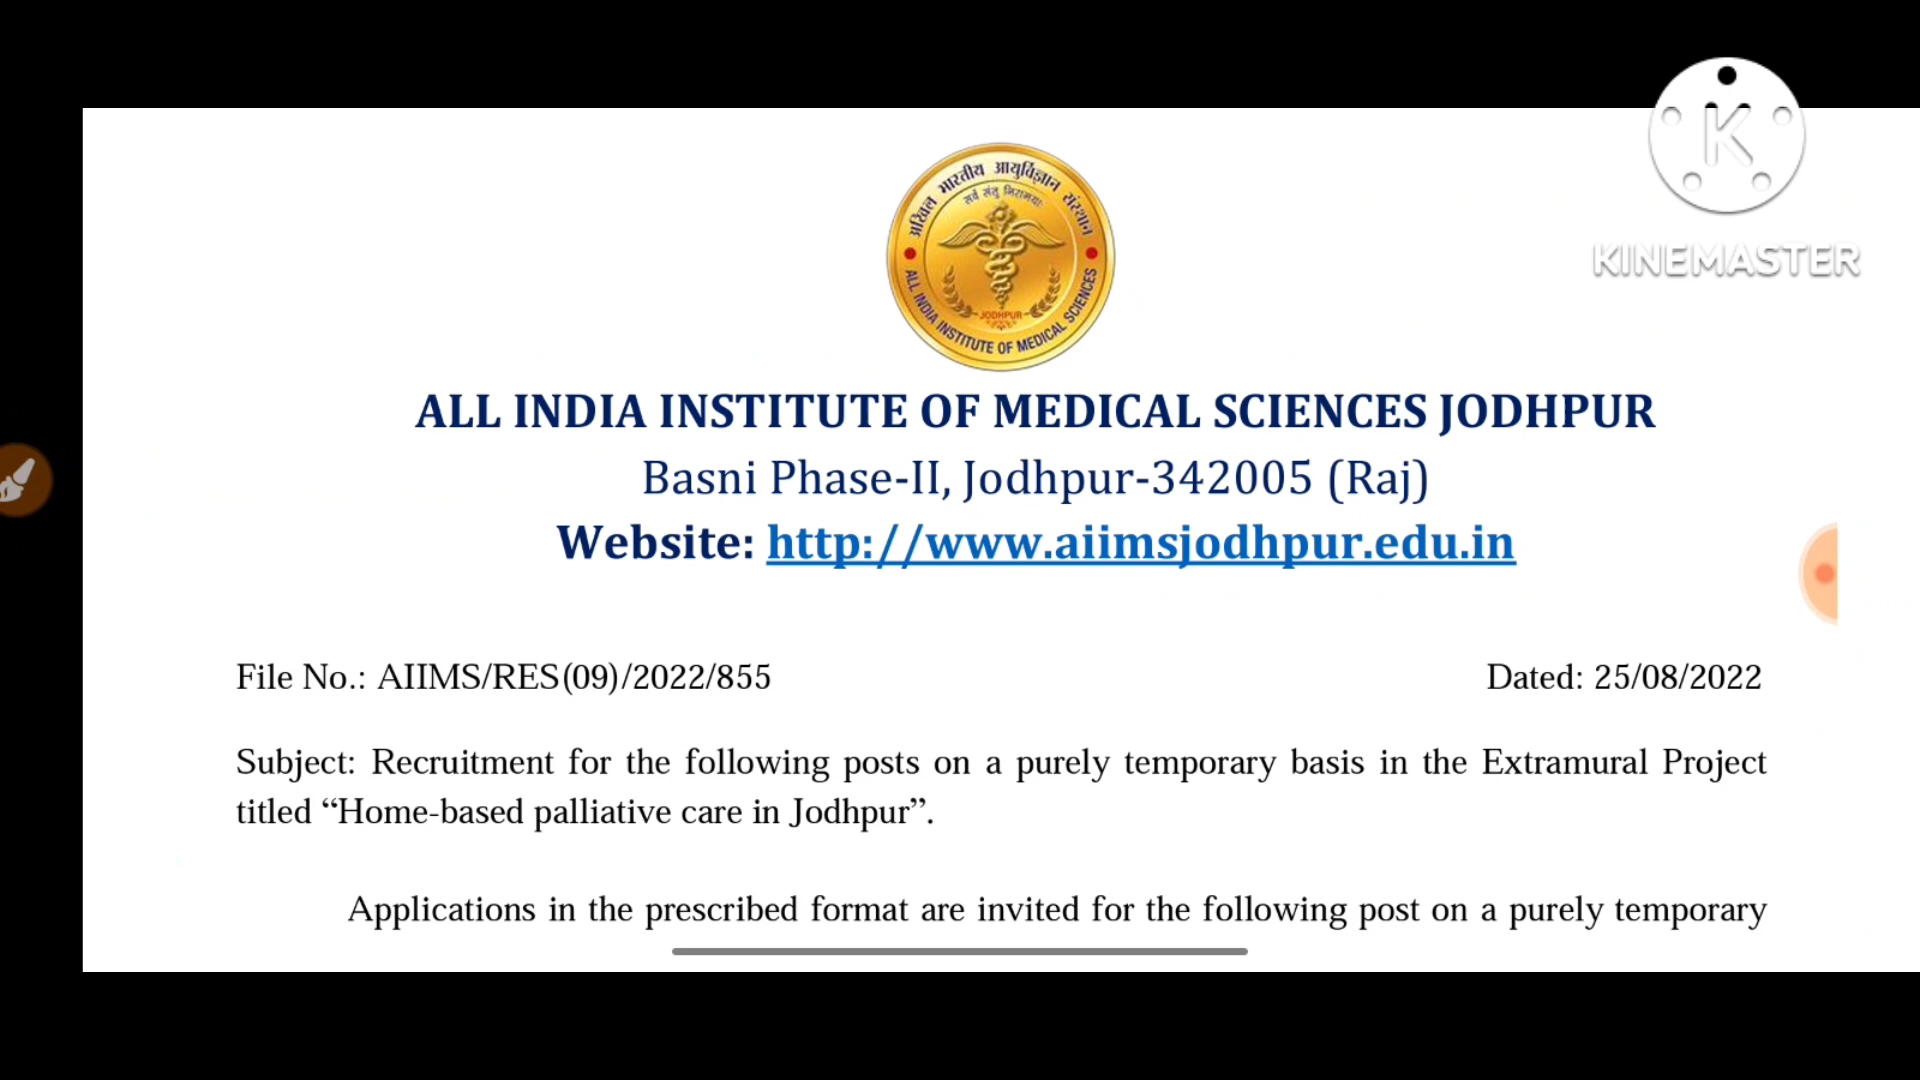 KINEMASTER
अखिल भारतीय आयुर्विज्ञान संस्थान
सर्वे संतु निरामयाः
JODHPUR
ALL INDIA INSTITUTE OF MEDICAL SCIENCES
ALL INDIA INSTITUTE OF MEDICAL SCIENCES JODHPUR
Basni Phase-II, Jodhpur-342005 (Raj)
Website: http://www.aiimsjodhpur.edu.in
File No.: AIIMS/RES(09)/2022/855 Dated: 25/08/2022
Subject: Recruitment for the following posts on a purely temporary basis in the Extramural Project
titled “Home-based palliative care in Jodhpur”.
Applications in the prescribed format are invited for the following post on a purely temporary